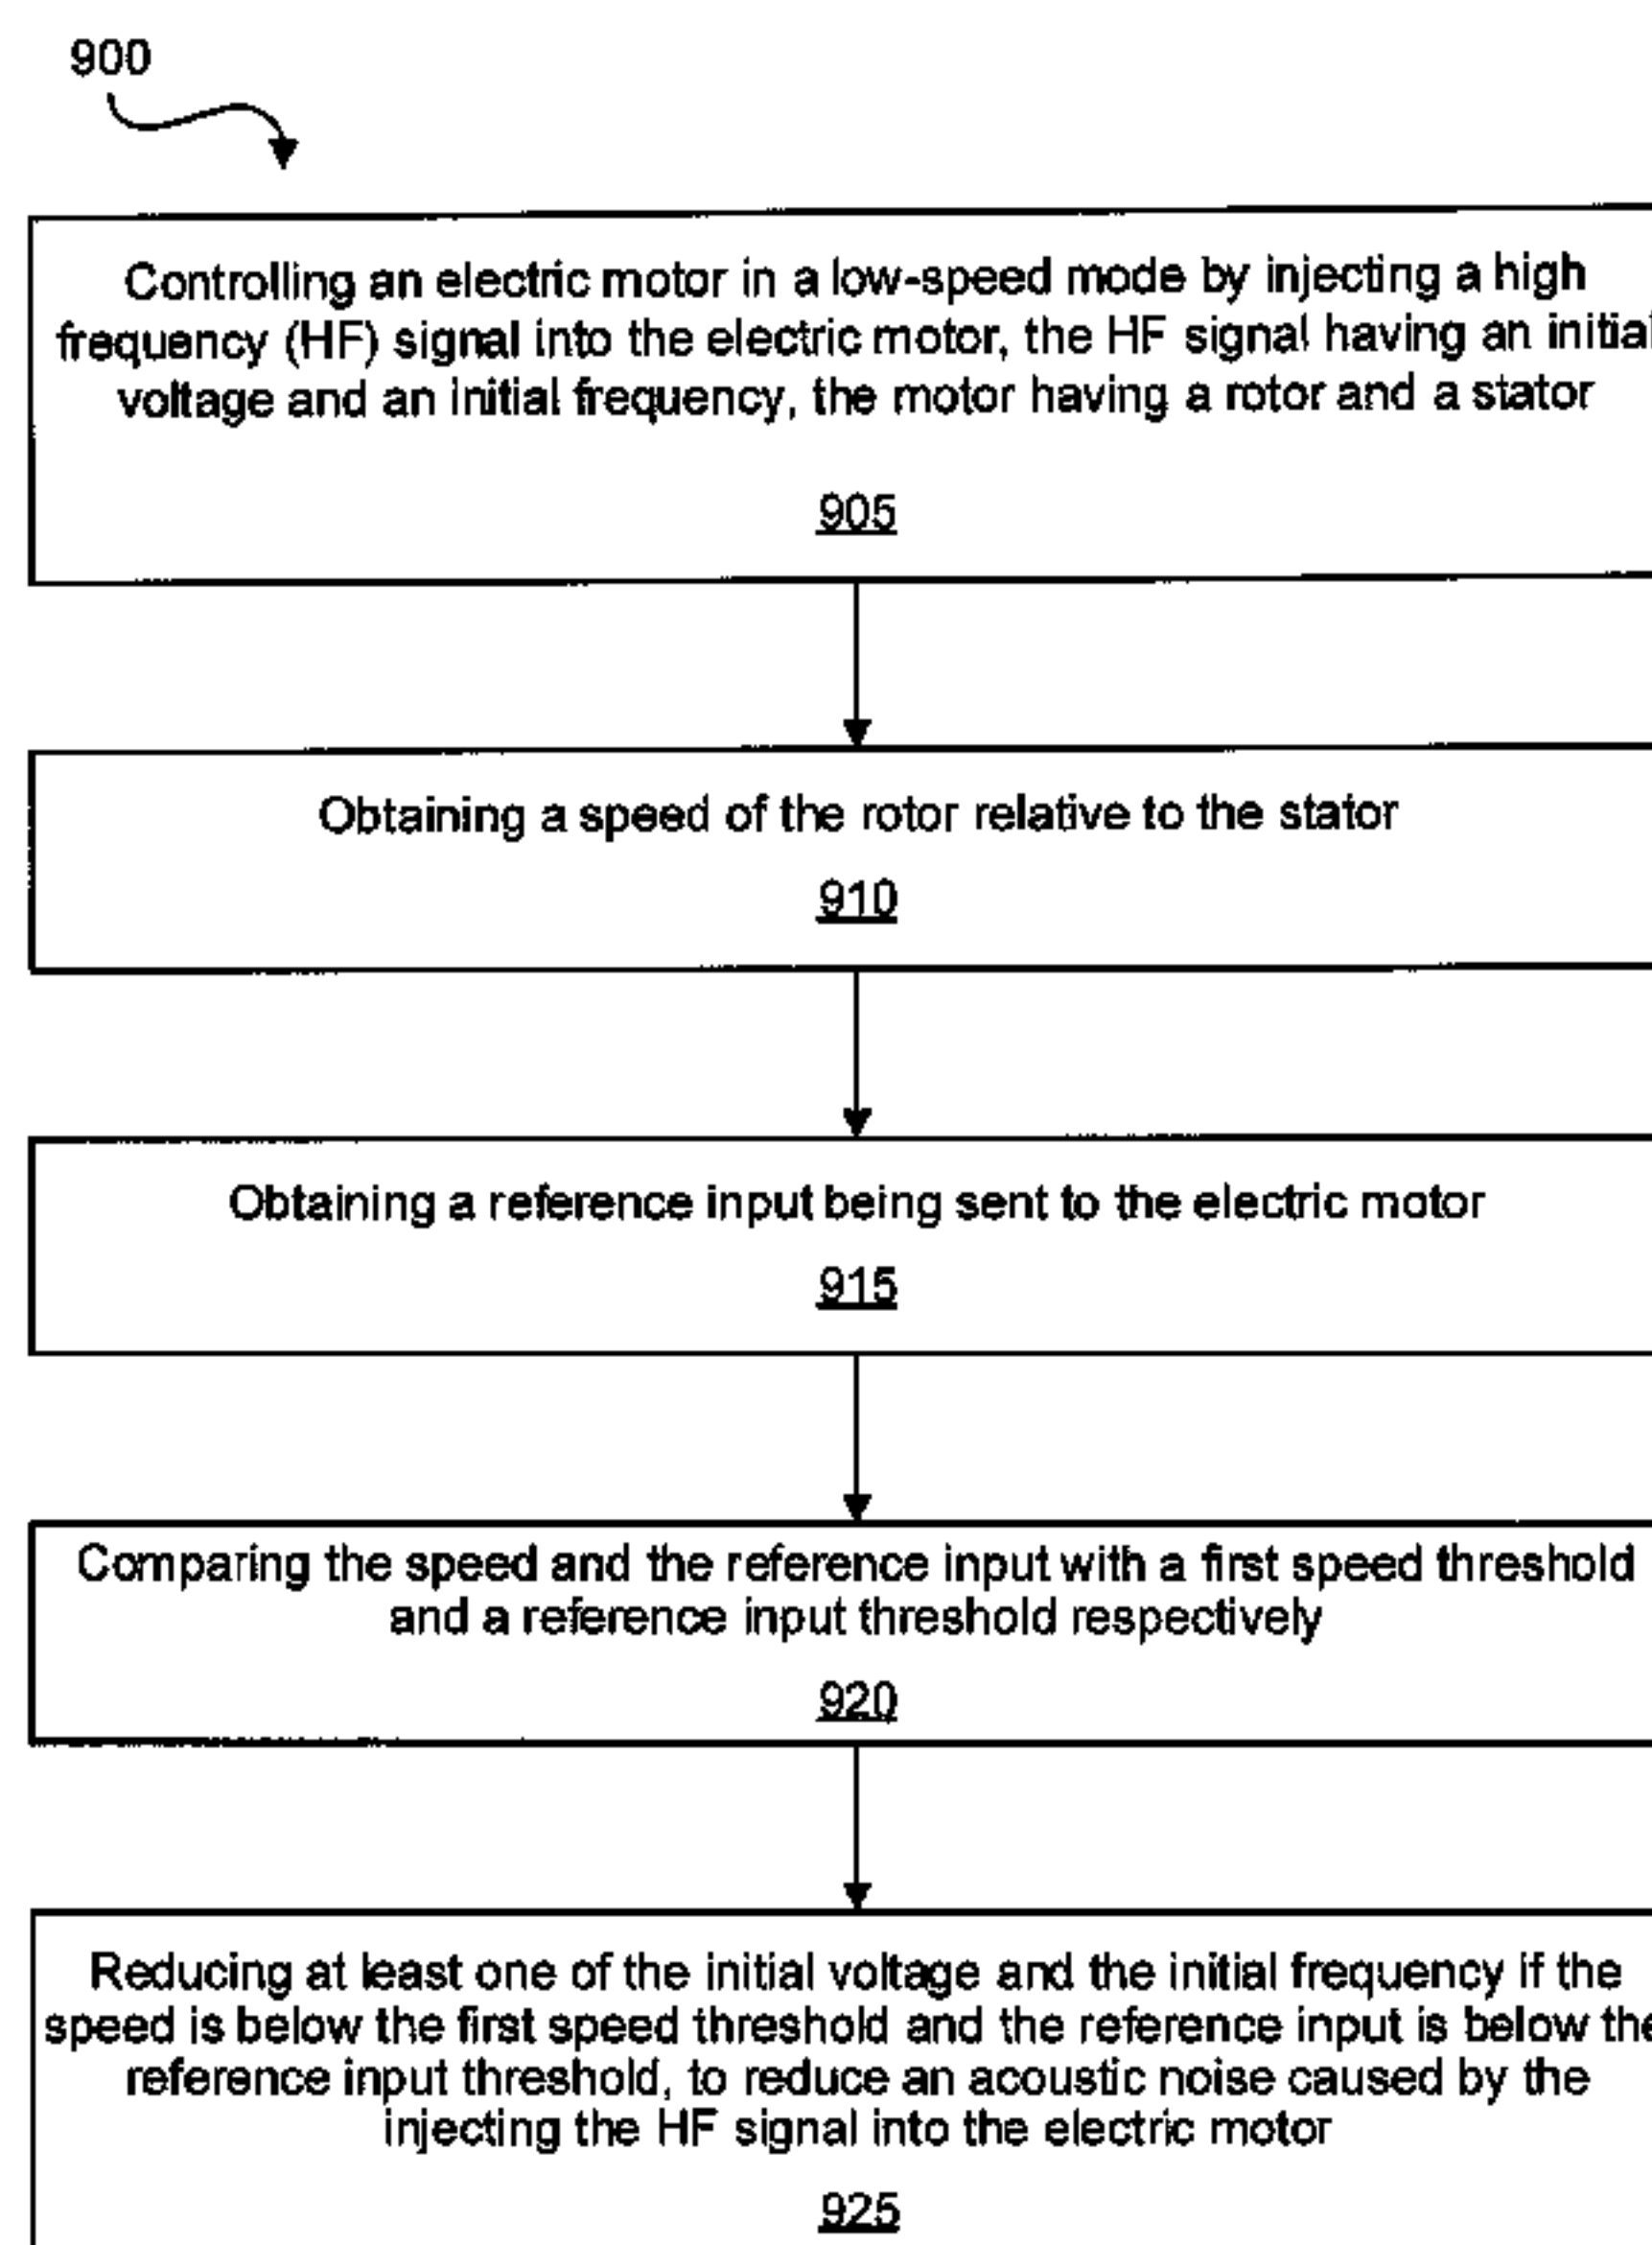 900
Controlling an electric motor in a low-speed mode by injecting a high
frequency (HF) signal into the electric motor, the HF signal having an initial
voltage and an initial frequency, the motor having a rotor and a stator
905
Obtaining a speed of the rotor relative to the stator
910
Obtaining a reference input being sent to the electric motor
915
Comparing the speed and the reference input with a first speed threshold
and a reference input threshold respectively
920
Reducing at least one of the initial voltage and the initial frequency if the
speed is below the first speed threshold and the reference input is below the
reference input threshold, to reduce an acoustic noise caused by the
injecting the HF signal into the electric motor
925